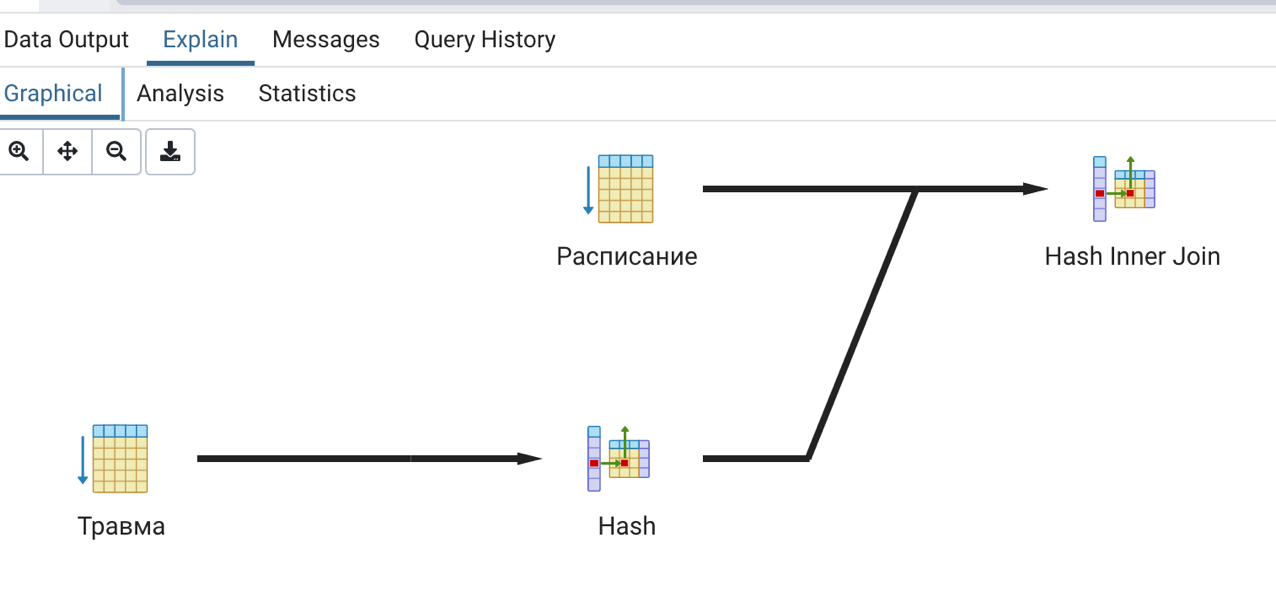 Data Output Explain Messages Query History
Graphical Analysis Statistics
Расписание Hash Inner Join
Травма Hash